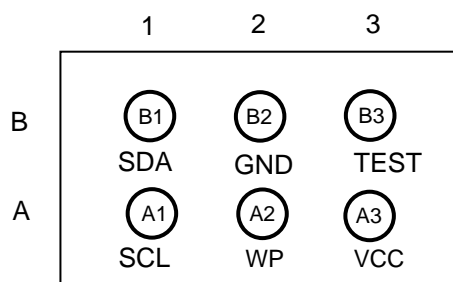 1 2 3
B B1 B2 B3
SDA GND TEST
A A1 A2 A3
SCL WP VCC